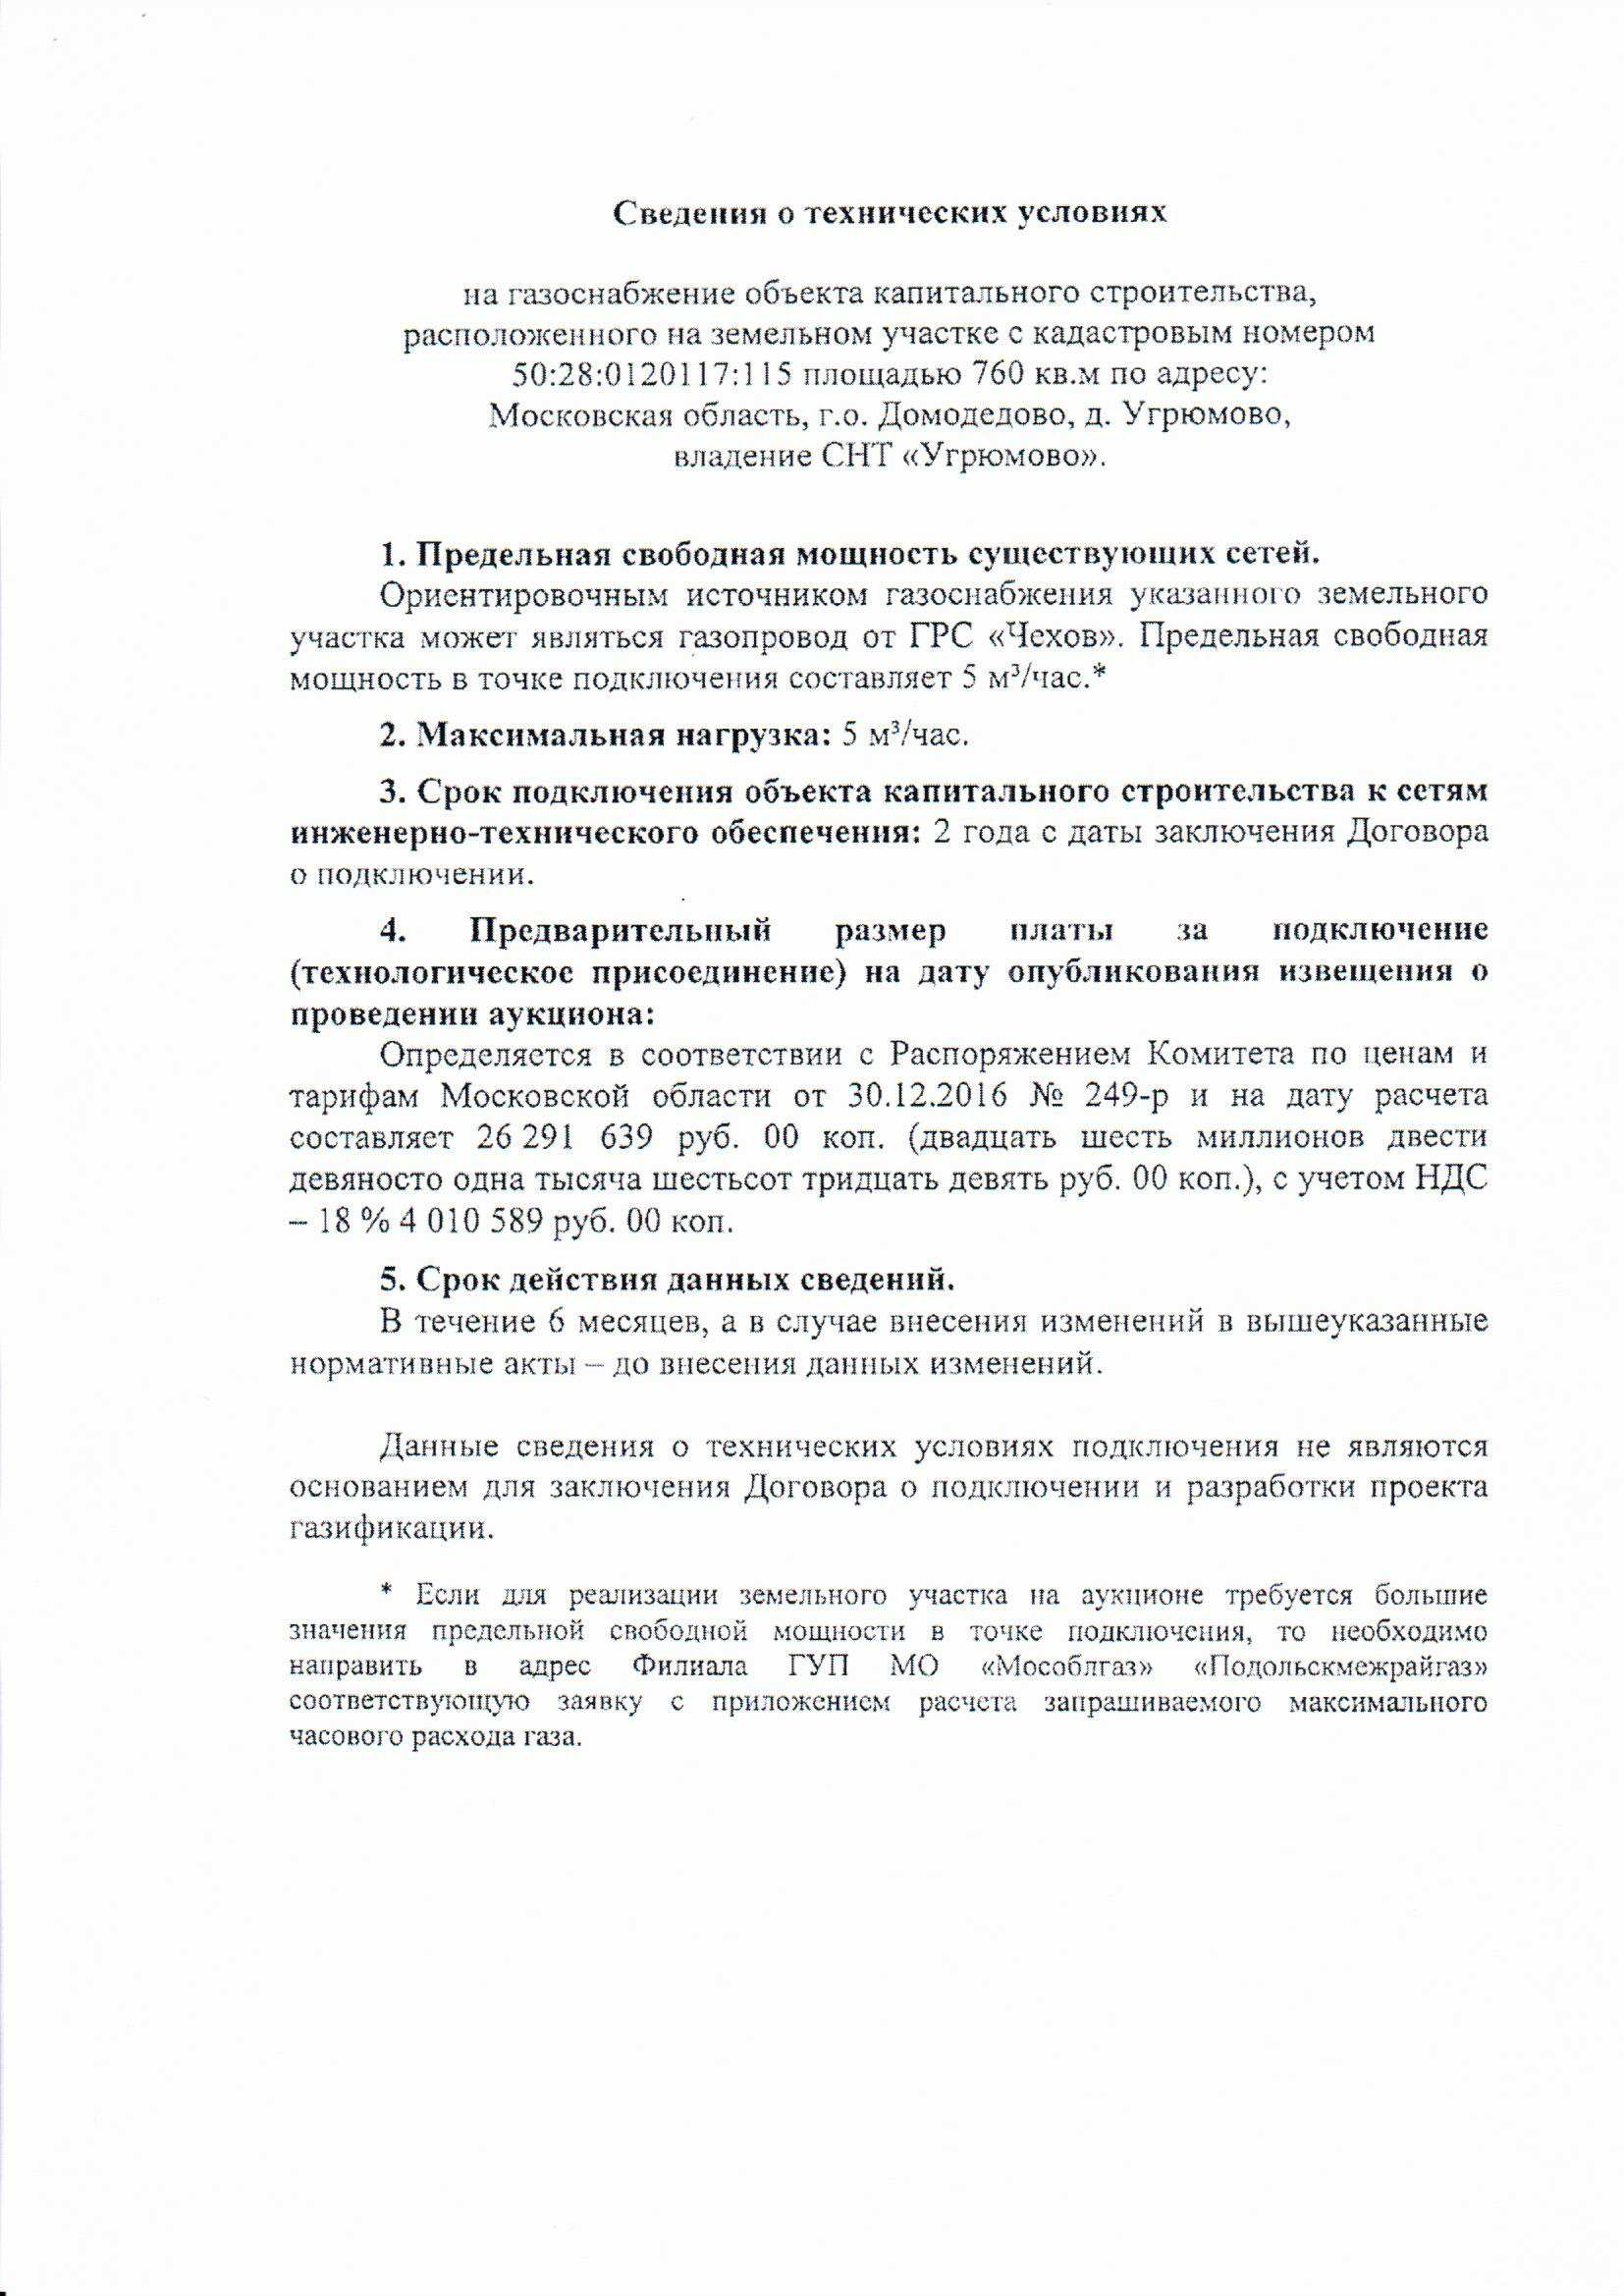 Сведения о технических условиях
на газоснабжение объекта капитального строительства,
расположенного на земельном участке с кадастровым номером
50:28:0120117:115 площадью 760 кв.м по адресу:
Московская область, г.о. Домодедово, д. Угрюмово,
владение СНТ «Угрюмово».
1. Предельная свободная мощность существующих сетей.
Ориентировочным источником газоснабжения указанного земельного
участка может являться газопровод от ГРС «Чехов». Предельная свободная
мощность в точке подключения составляет 5 м³/час.*
2. Максимальная нагрузка: 5 м³/час.
3. Срок подключения объекта капитального строительства к сетям
инженерно-технического обеспечения: 2 года с даты заключения Договора
о подключении.
4. Предварительный размер платы за подключение
(технологическое присоединение) на дату опубликования извещения о
проведении аукциона:
Определяется в соответствии с Распоряжением Комитета по ценам и
тарифам Московской области от 30.12.2016 № 249-р и на дату расчета
составляет 26 291 639 руб. 00 коп. (двадцать шесть миллионов двести
девяносто одна тысяча шестьсот тридцать девять руб. 00 коп.), с учетом НДС
– 18 % 4 010 589 руб. 00 коп.
5. Срок действия данных сведений.
В течение 6 месяцев, а в случае внесения изменений в вышеуказанные
нормативные акты – до внесения данных изменений.
Данные сведения о технических условиях подключения не являются
основанием для заключения Договора о подключении и разработки проекта
газификации.
* Если для реализации земельного участка на аукционе требуется большие
значения предельной свободной мощности в точке подключения, то необходимо
направить в адрес Филиала ГУП МО «Мособлгаз» «Подольскмежрайгаз»
соответствующую заявку с приложением расчета запрашиваемого максимального
часового расхода газа.